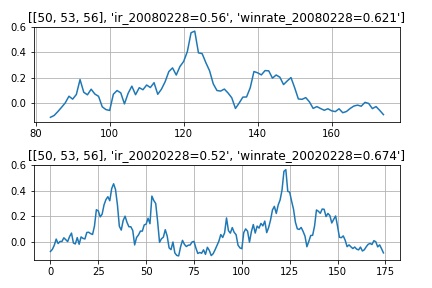 [[50, 53, 56], 'ir_20080228=0.56', 'winrate_20080228=0.621']
0.6
0.4
0.2
0.0
80 100 120 140 160
[[50, 53, 56], 'ir_20020228=0.52', 'winrate_20020228=0.674']
0.6
0.4
0.2
0.0
0 25 50 75 100 125 150 175